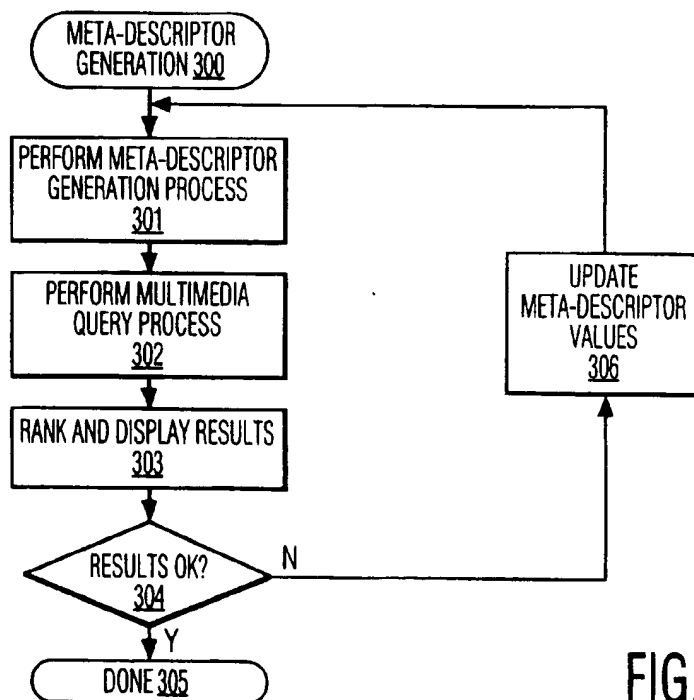 META-DESCRIPTOR
GENERATION 300
PERFORM META-DESCRIPTOR
GENERATION PROCESS
301
PERFORM MULTIMEDIA
QUERY PROCESS
302
RANK AND DISPLAY RESULTS
303
RESULTS OK?
304
N
Y
DONE 305
UPDATE
META-DESCRIPTOR
VALUES
306
FIG.